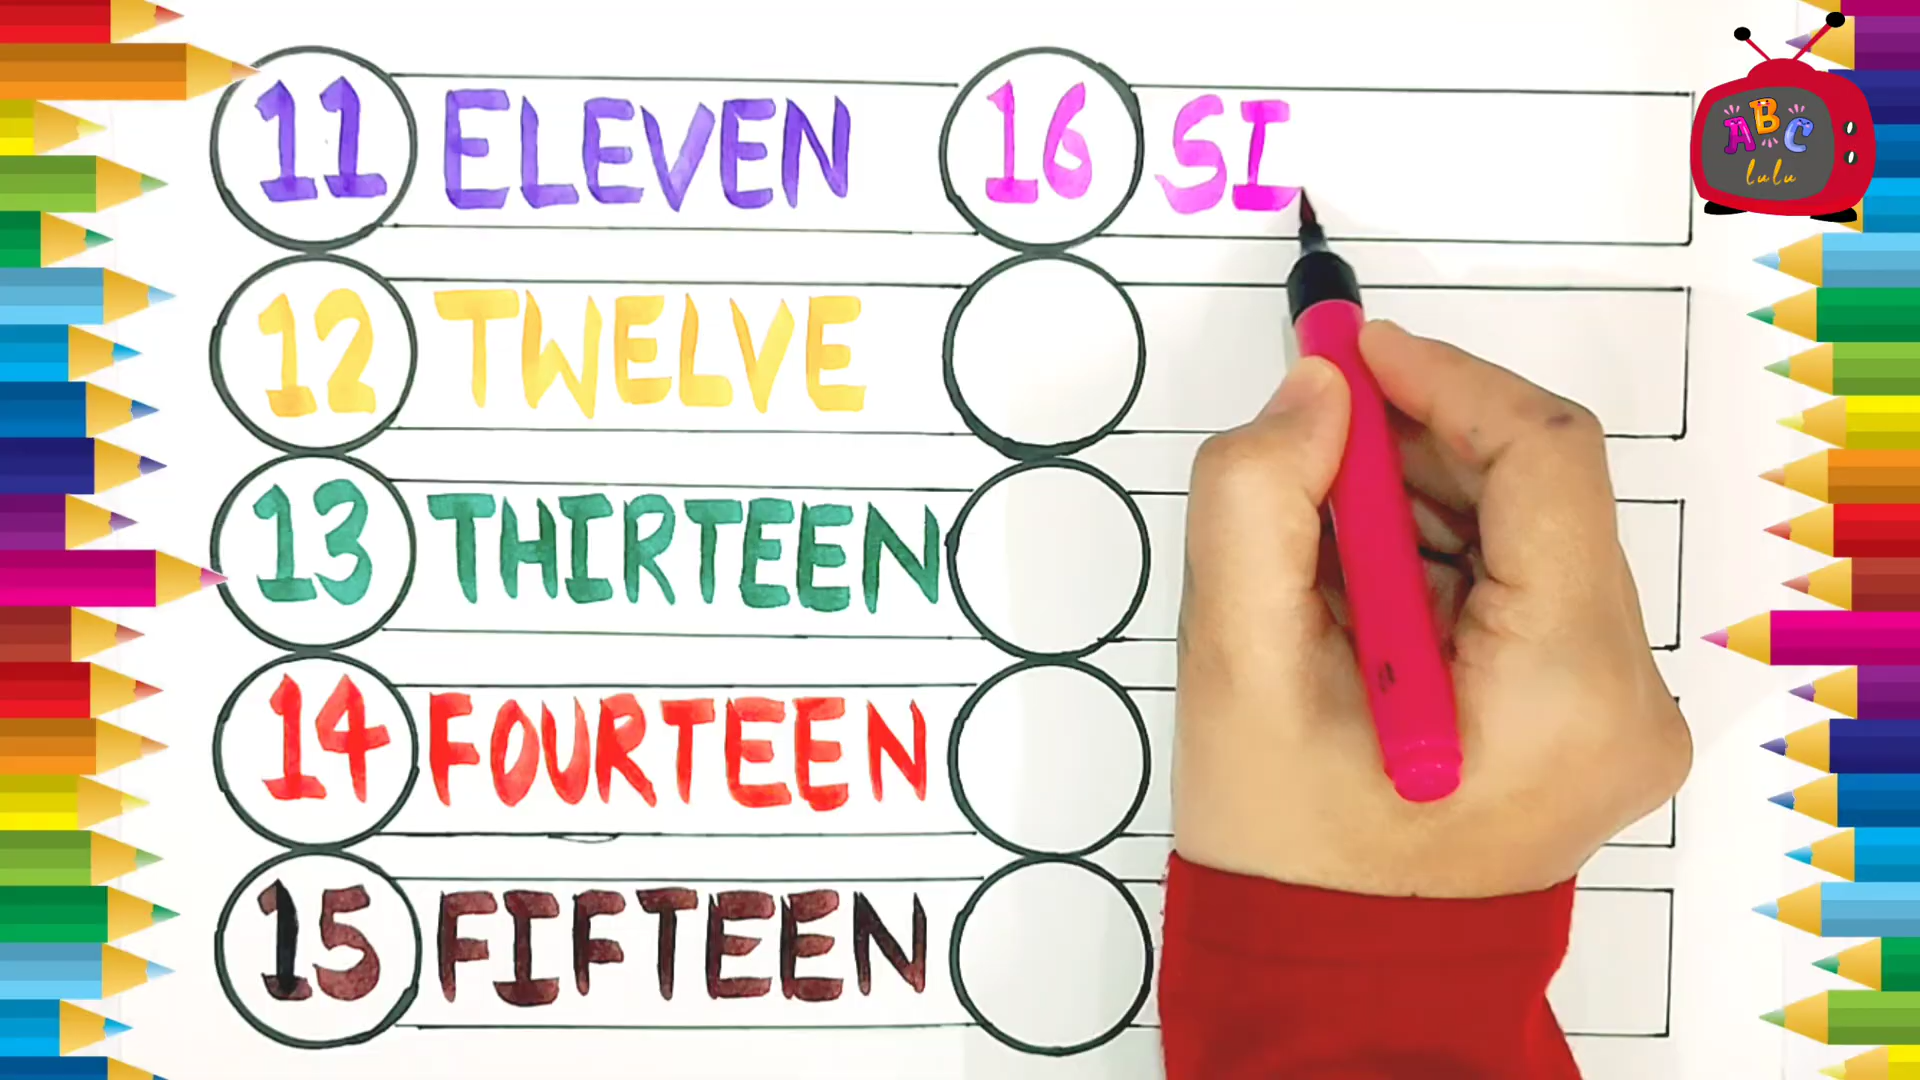 11 ELEVEN
12 TWELVE
13 THIRTEEN
14 FOURTEEN
15 FIFTEEN
16 SI
ABC
lulu